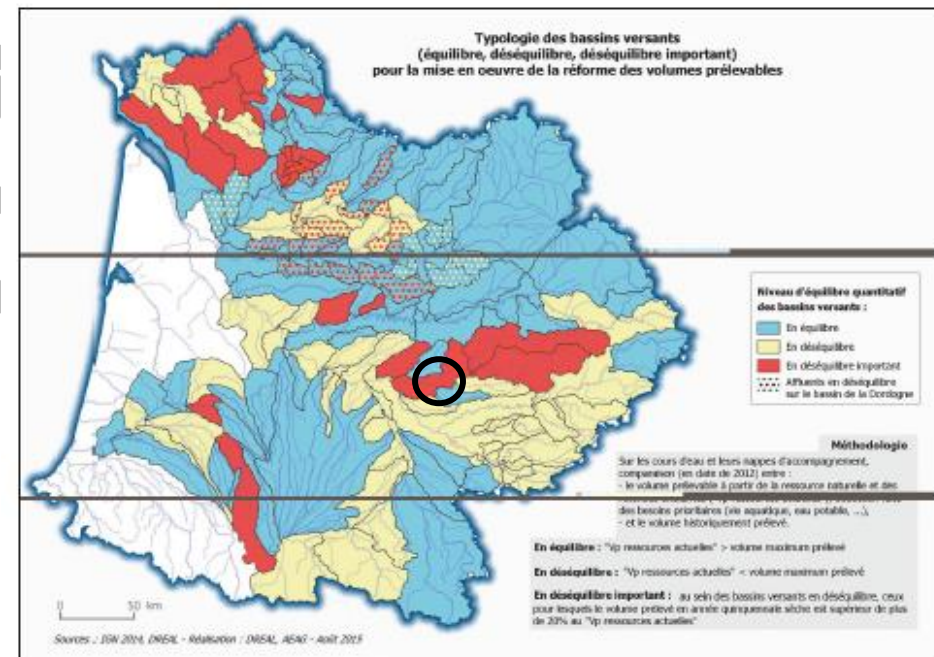 Typologie des bassins versants
(équilibre, déséquilibre, déséquilibre important)
pour la mise en oeuvre de la réforme des volumes prélevables
Niveau d'équilibre quantitatif
des bassins versants :
En équilibre
En déséquilibre
En déséquilibre important
Affluents en déséquilibre
sur le bassin de la Dordogne
Méthodologie
Sur les cours d'eau et leurs nappes d'accompagnement,
comparaison (en date de 2012) entre :
- le volume prélevable à partir de la ressource naturelle et des
des besoins prioritaires (vie aquatique, eau potable, ...),
- et le volume historiquement prélevé.
En équilibre : "Vp ressources actuelles" > volume maximum prélevé
En déséquilibre : "Vp ressources actuelles" < volume maximum prélevé
En déséquilibre important : au sein des bassins versants en déséquilibre, ceux
pour lesquels le volume prélevé en année quinquennale sèche est supérieur de plus
de 20% au "Vp ressources actuelles"
0 50 km
Sources : IGN 2014, DREAL - Réalisation : DREAL, AEAG - Août 2015